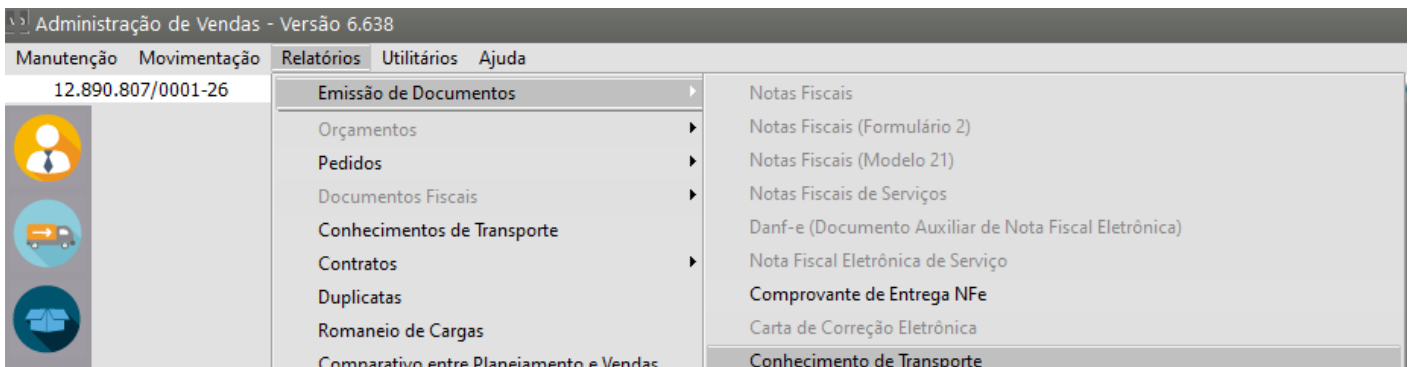 Administração de Vendas - Versão 6.638
Manutenção Movimentação Relatórios Utilitários Ajuda
12.890.807/0001-26
Emissão de Documentos
Orçamentos
Pedidos
Documentos Fiscais
Conhecimentos de Transporte
Contratos
Duplicatas
Romaneio de Cargas
Comparativo entre Planejamento e Vendas
Notas Fiscais
Notas Fiscais (Formulário 2)
Notas Fiscais (Modelo 21)
Notas Fiscais de Serviços
Danf-e (Documento Auxiliar de Nota Fiscal Eletrônica)
Nota Fiscal Eletrônica de Serviço
Comprovante de Entrega NFe
Carta de Correção Eletrônica
Conhecimento de Transporte